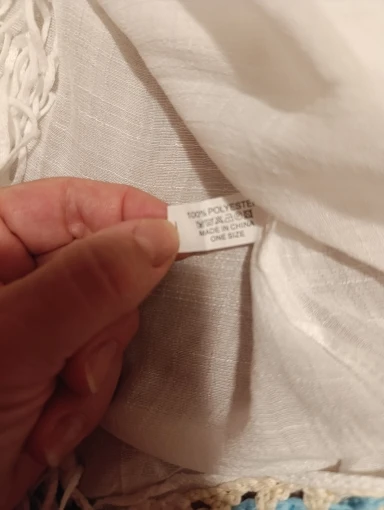 100% POLYESTER
MADE IN CHINA
ONE SIZE